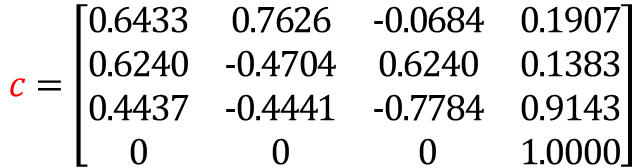 0.6433 0.7626 -0.0684 0.1907
0.6240 -0.4704 0.6240 0.1383
c = 0.4437 -0.4441 -0.7784 0.9143
0 0 0 1.0000